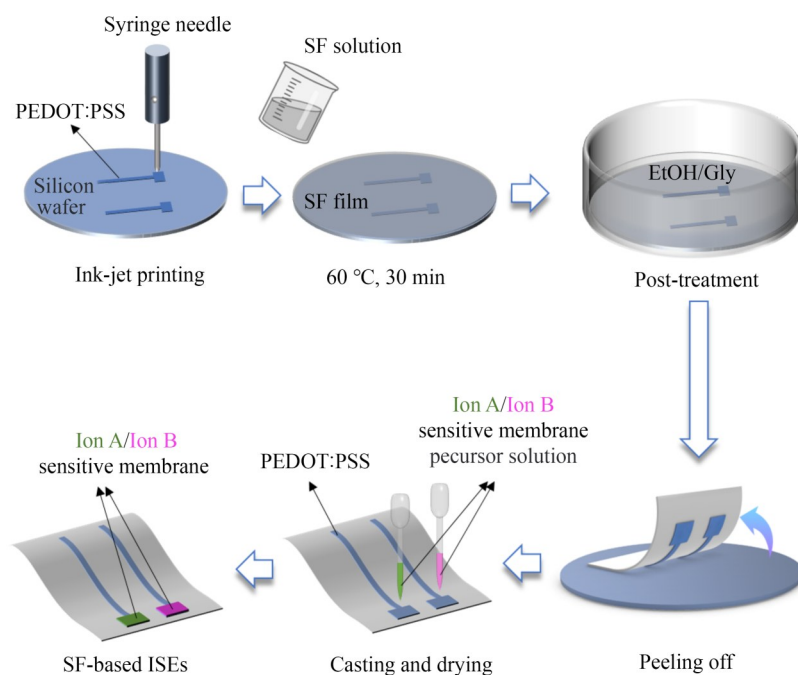 Syringe needle
SF solution
PEDOT:PSS
Silicon
wafer
SF film
EtOH/Gly
Ink-jet printing
60 °C, 30 min
Post-treatment
Ion A/Ion B
sensitive membrane
Ion A/Ion B
sensitive membrane
pecursor solution
PEDOT:PSS
SF-based ISEs
Casting and drying
Peeling off